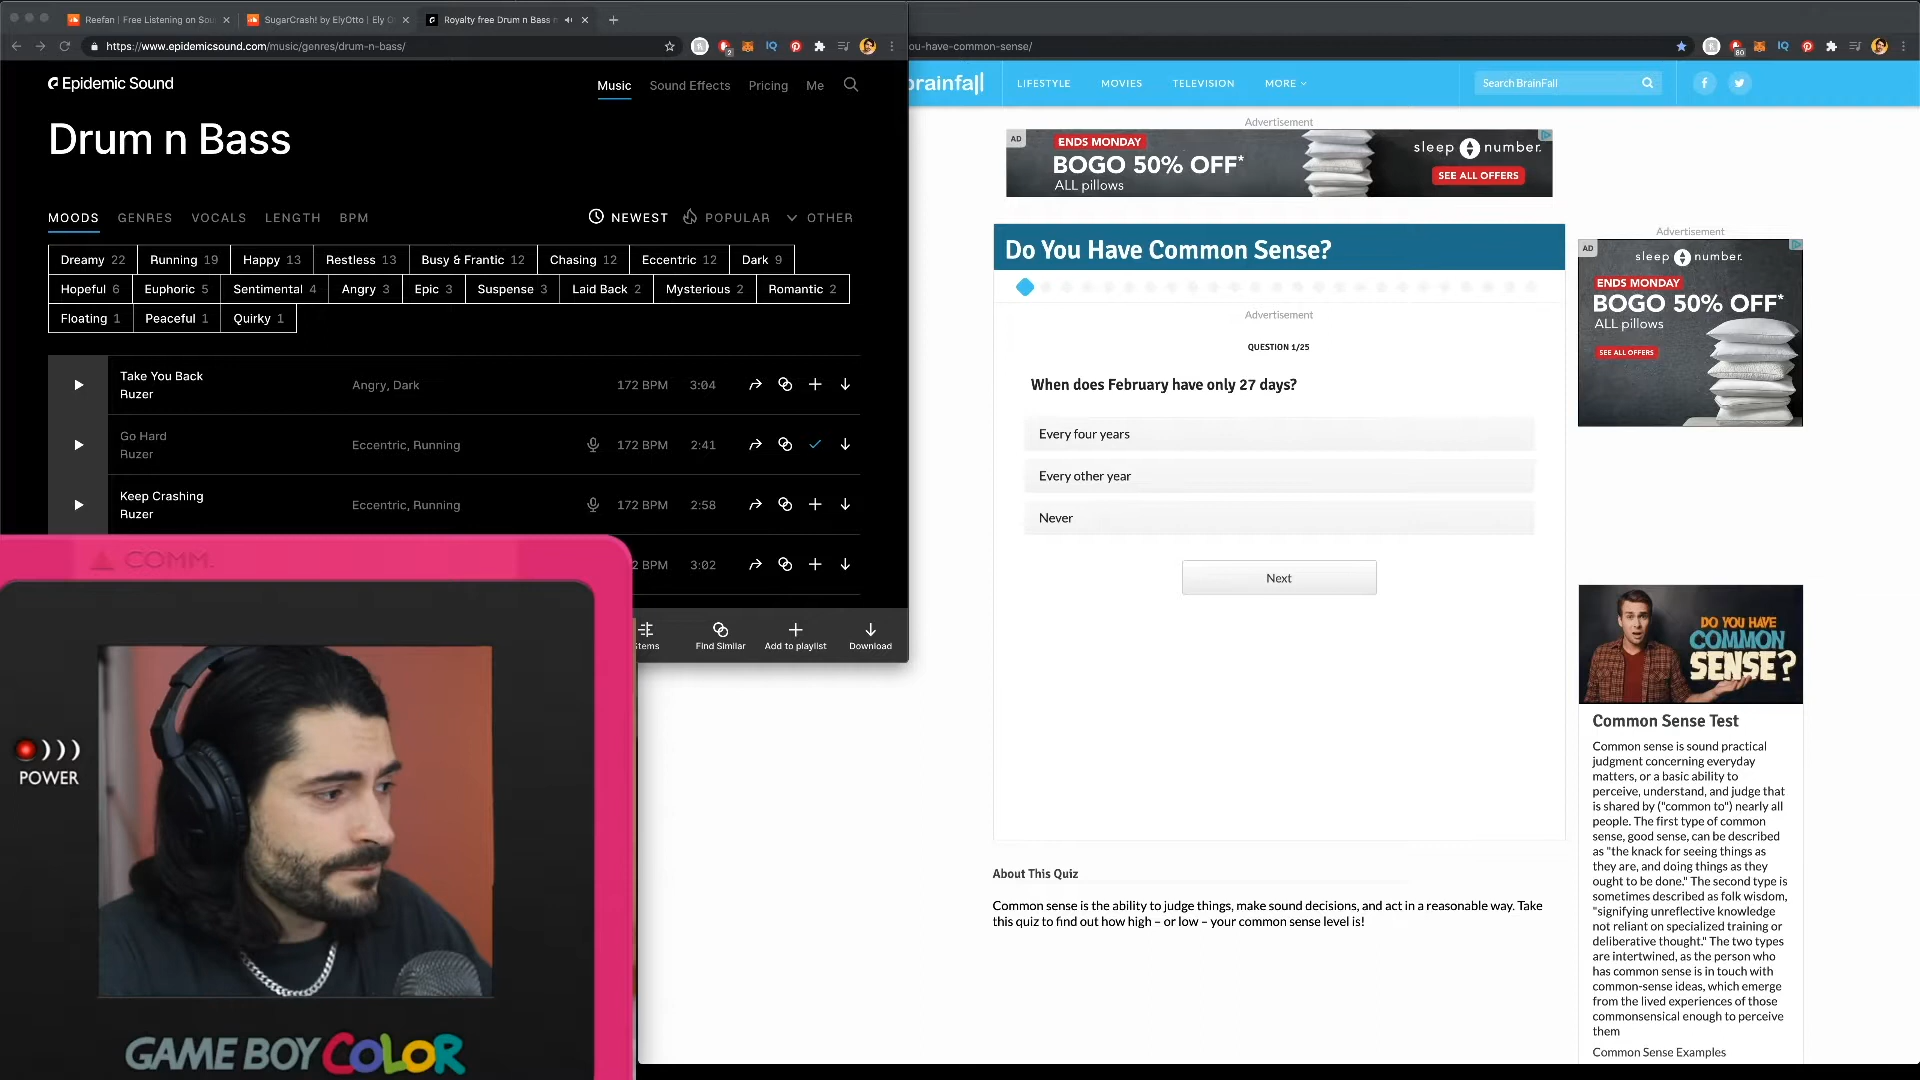 Reefan | Free Listening on Sou
SugarCrash! by ElyOtto | Ely O
Royalty free Drum n Bass
https://www.epidemicsound.com/music/genres/drum-n-bass/
Epidemic Sound
Music
Sound Effects
Pricing
Me
Drum n Bass
MOODS
GENRES
VOCALS
LENGTH
BPM
NEWEST
POPULAR
OTHER
Dreamy 22
Running 19
Happy 13
Restless 13
Busy & Frantic 12
Chasing 12
Eccentric 12
Dark 9
Hopeful 6
Euphoric 5
Sentimental 4
Angry 3
Epic 3
Suspense 3
Laid Back 2
Mysterious 2
Romantic 2
Floating 1
Peaceful 1
Quirky 1
Take You Back
Ruzer
Angry, Dark
172 BPM
3:04
Go Hard
Ruzer
Eccentric, Running
172 BPM
2:41
Keep Crashing
Ruzer
Eccentric, Running
172 BPM
2:58
2 BPM
3:02
Stems
Find Similar
Add to playlist
Download
COMM.
POWER
GAME BOY COLOR
ou-have-common-sense/
IQ
80
brainfall
LIFESTYLE
MOVIES
TELEVISION
MORE
Search BrainFall
Advertisement
AD
ENDS MONDAY
BOGO 50% OFF*
ALL pillows
sleep number.
SEE ALL OFFERS
Do You Have Common Sense?
Advertisement
QUESTION 1/25
When does February have only 27 days?
Every four years
Every other year
Never
Next
About This Quiz
Common sense is the ability to judge things, make sound decisions, and act in a reasonable way. Take
this quiz to find out how high – or low – your common sense level is!
Advertisement
AD
sleep number.
ENDS MONDAY
BOGO 50% OFF*
ALL pillows
SEE ALL OFFERS
DO YOU HAVE
COMMON
SENSE?
Common Sense Test
Common sense is sound practical
judgment concerning everyday
matters, or a basic ability to
perceive, understand, and judge that
is shared by ("common to") nearly all
people. The first type of common
sense, good sense, can be described
as "the knack for seeing things as
they are, and doing things as they
ought to be done." The second type is
sometimes described as folk wisdom,
"signifying unreflective knowledge
not reliant on specialized training or
deliberative thought." The two types
are intertwined, as the person who
has common sense is in touch with
common-sense ideas, which emerge
from the lived experiences of those
commonsensical enough to perceive
them
Common Sense Examples